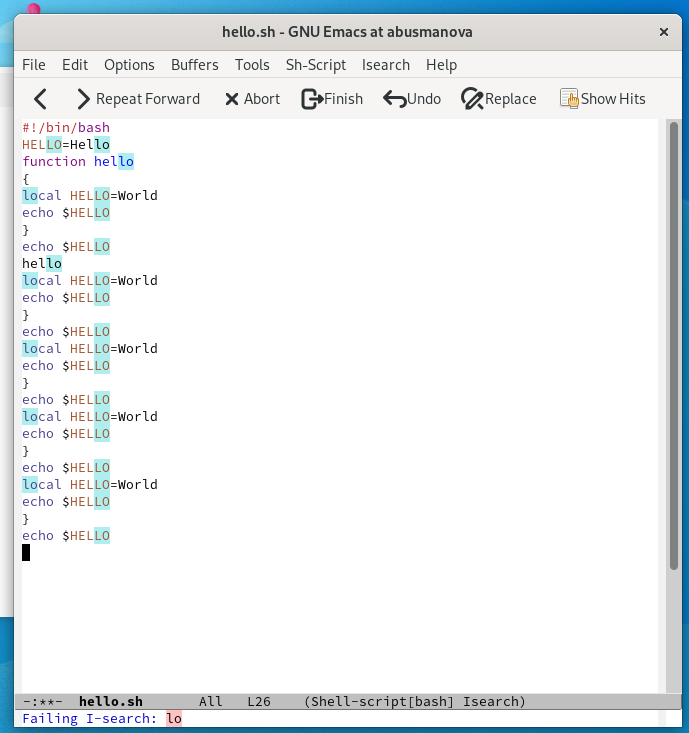 hello.sh - GNU Emacs at abusmanova
File Edit Options Buffers Tools Sh-Script Isearch Help
Repeat Forward Abort Finish Undo Replace Show Hits
#!/bin/bash
HELLO=Hello
function hello
{
local HELLO=World
echo $HELLO
}
echo $HELLO
hello
local HELLO=World
echo $HELLO
}
echo $HELLO
local HELLO=World
echo $HELLO
}
echo $HELLO
local HELLO=World
echo $HELLO
}
echo $HELLO
local HELLO=World
echo $HELLO
}
echo $HELLO
-:**- hello.sh All L26 (Shell-script[bash] Isearch)
Failing I-search: lo